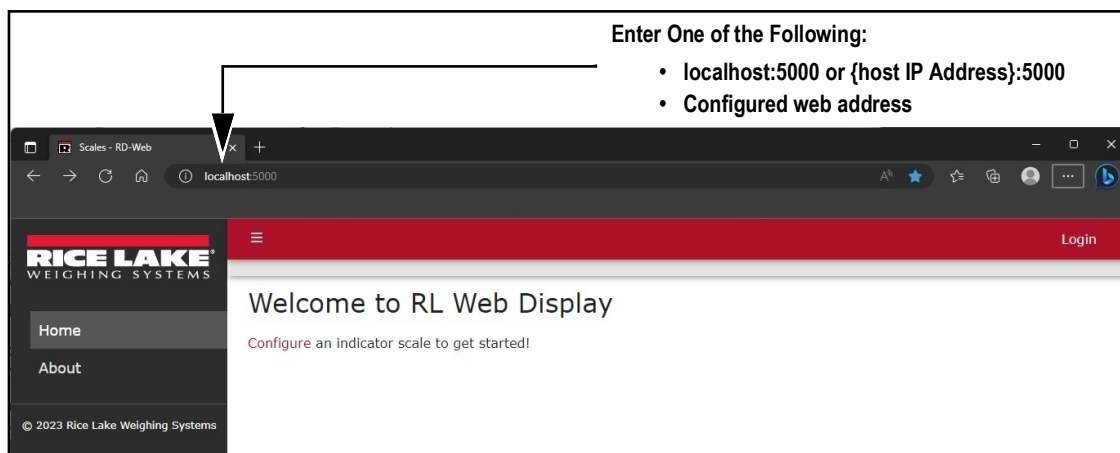 Enter One of the Following:
• localhost:5000 or {host IP Address}:5000
• Configured web address
Scales - RD-Web
localhost:5000
RICE LAKE®
WEIGHING SYSTEMS
Login
Welcome to RL Web Display
Home
Configure an indicator scale to get started!
About
© 2023 Rice Lake Weighing Systems